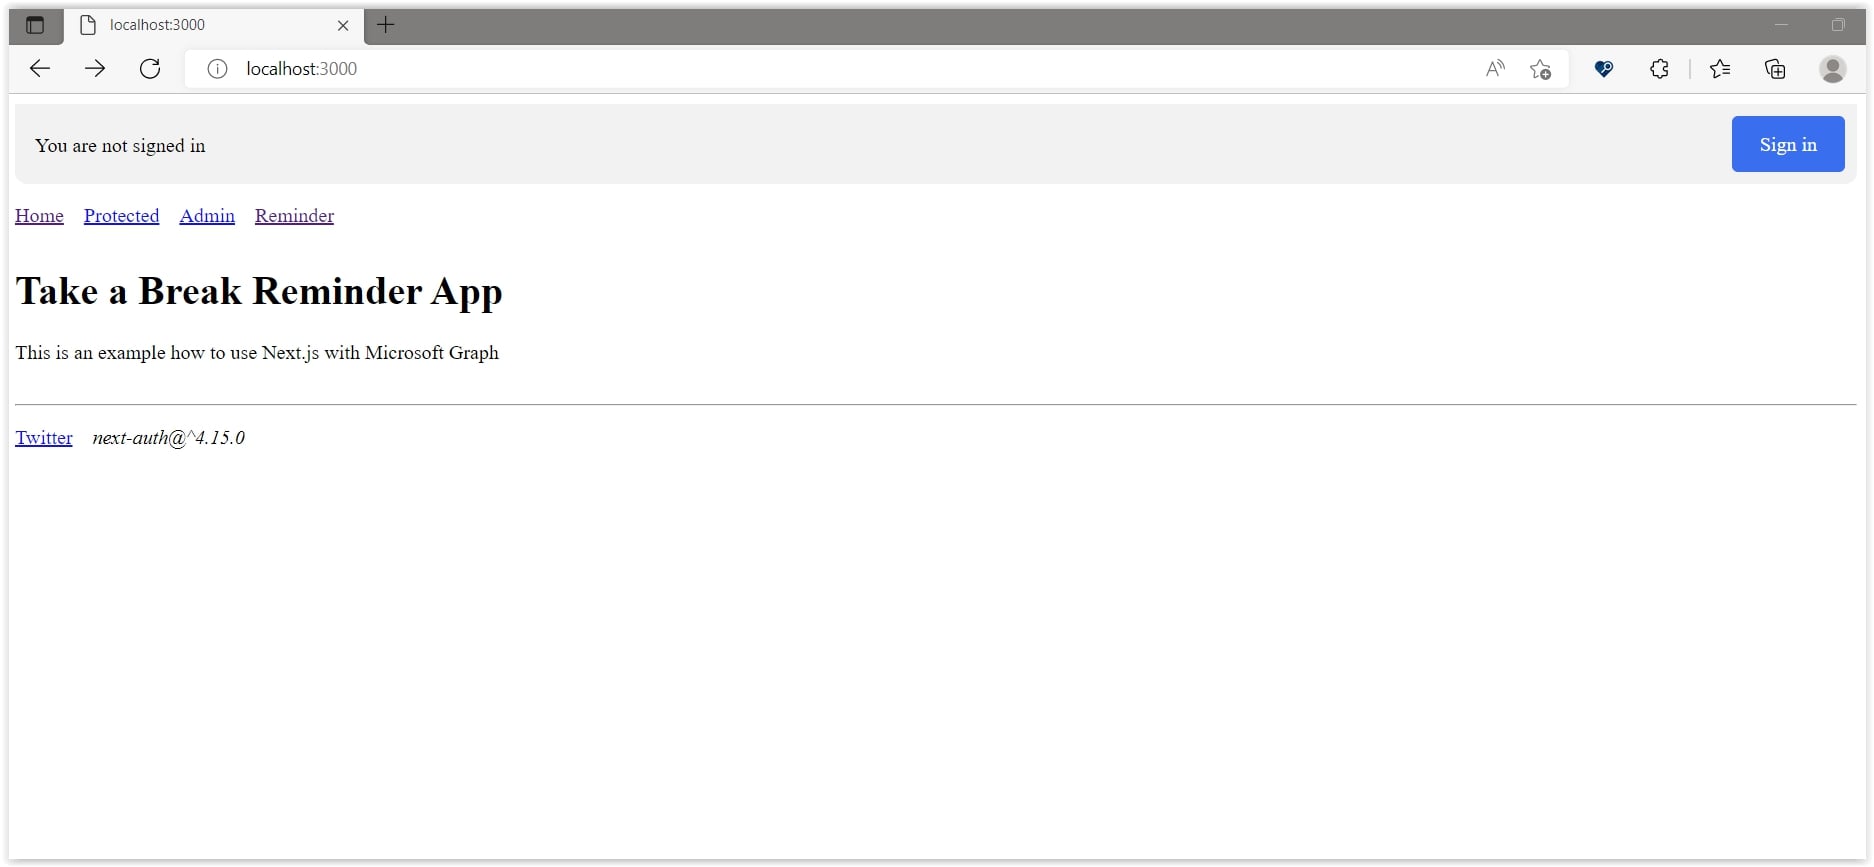 localhost:3000
localhost:3000
You are not signed in
Sign in
Home Protected Admin Reminder
Take a Break Reminder App
This is an example how to use Next.js with Microsoft Graph
Twitter next-auth@^4.15.0